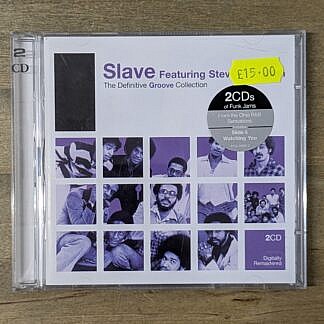 2
CD
Slave Featuring Steve
£15.00
The Definitive Groove Collection
2CDs
of Funk Jams
From the Ohio R&B
Sensations
Slide &
Watching You
2CD
Digitally
Remastered